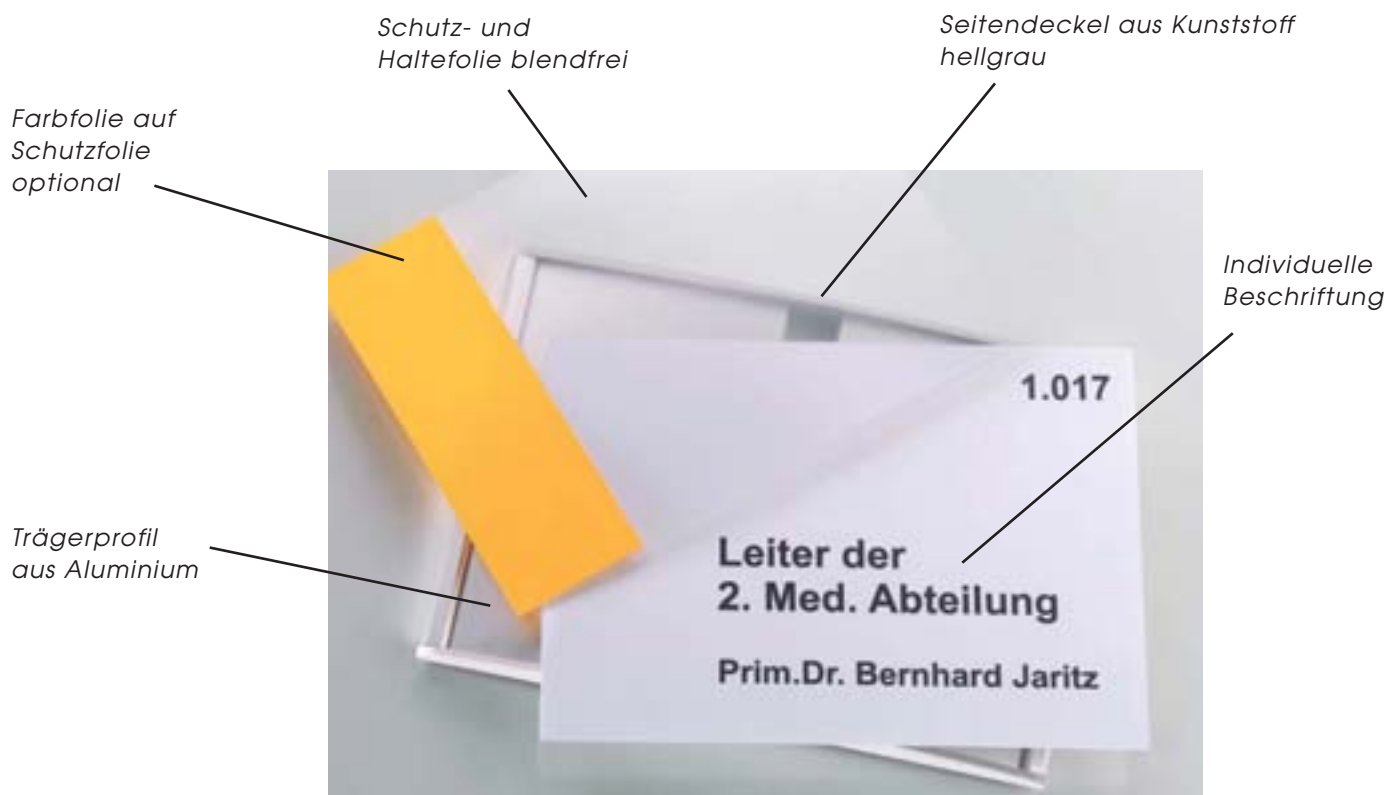 Schutz- und
Haltefolie blendfrei
Seitendeckel aus Kunststoff
hellgrau
Farbfolie auf
Schutzfolie
optional
Individuelle
Beschriftung
1.017
Trägerprofil
aus Aluminium
Leiter der
2. Med. Abteilung
Prim.Dr. Bernhard Jaritz